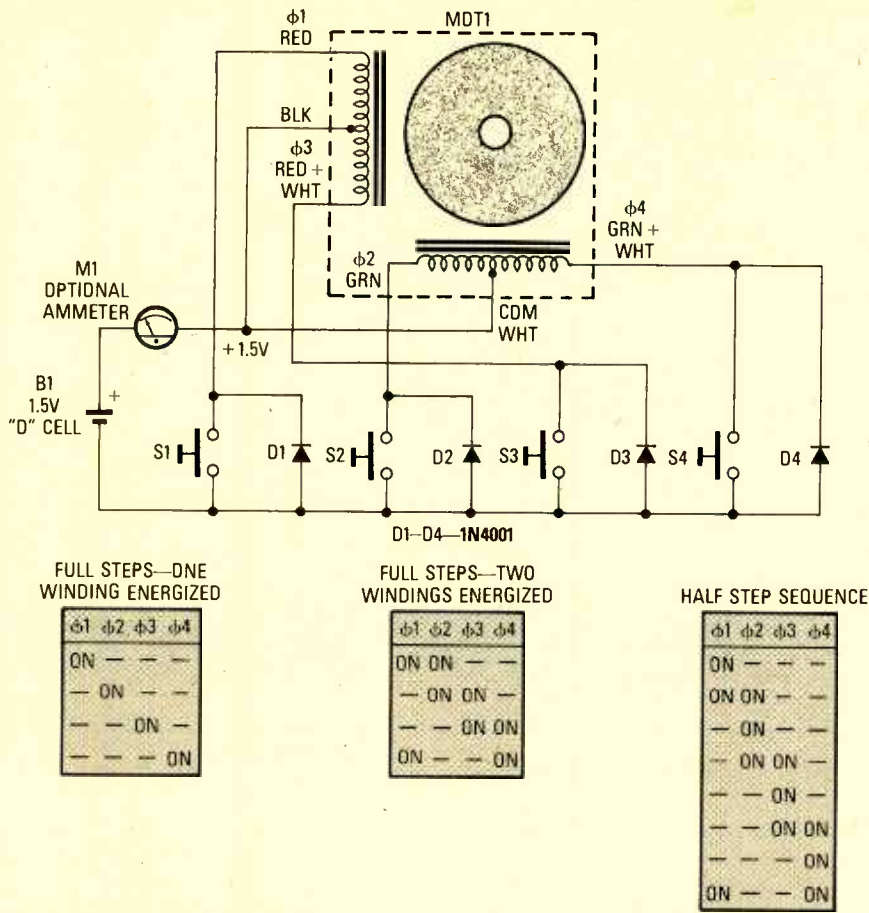 ϕ1
RED
MDT1
BLK
ϕ3
RED +
WHT
ϕ4
GRN +
WHT
ϕ2
GRN
M1
OPTIONAL
AMMETER
COM
WHT
+1.5V
B1
1.5V
"D" CELL
+
S1
D1
S2
D2
S3
D3
S4
D4
D1–D4—1N4001
FULL STEPS—ONE
WINDING ENERGIZED
ϕ1 ϕ2 ϕ3 ϕ4
ON — — —
— ON — —
— — ON —
— — — ON
FULL STEPS—TWO
WINDINGS ENERGIZED
ϕ1 ϕ2 ϕ3 ϕ4
ON ON — —
— ON ON —
— — ON ON
ON — — ON
HALF STEP SEQUENCE
ϕ1 ϕ2 ϕ3 ϕ4
ON — — —
ON ON — —
— ON — —
— ON ON —
— — ON —
— — ON ON
— — — ON
ON — — ON